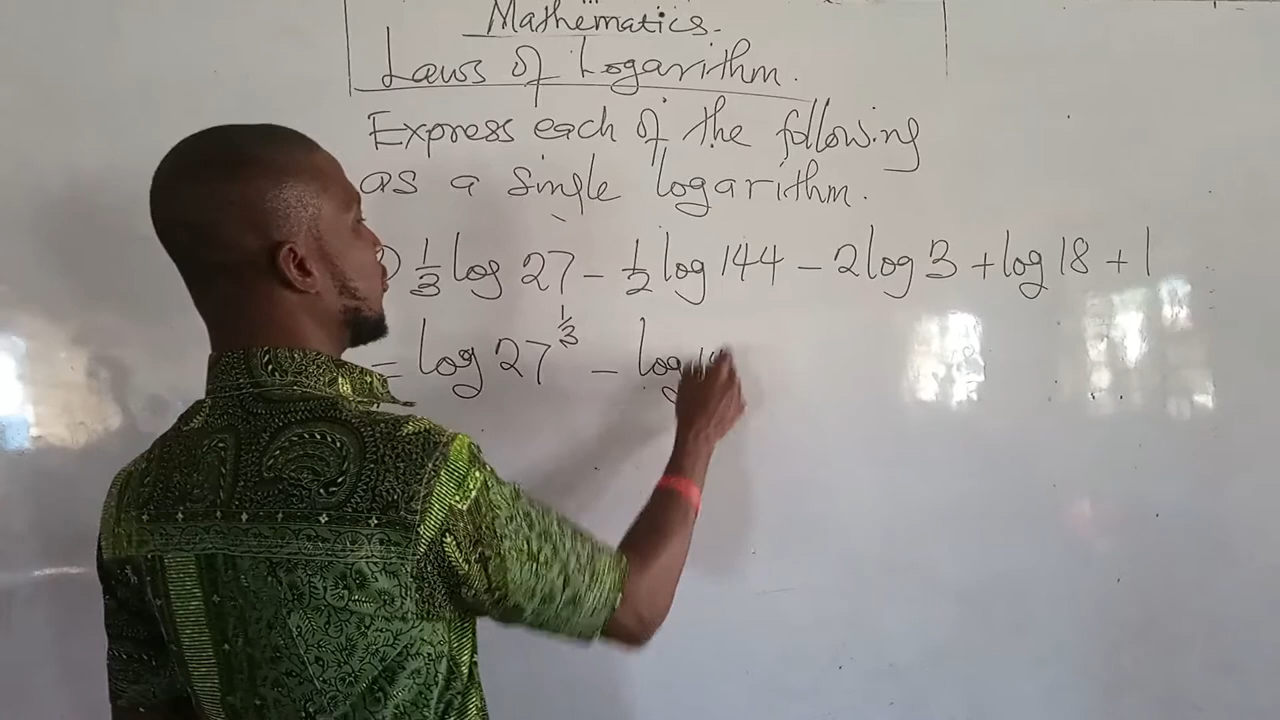 Mathematics.
Laws of Logarithm.
Express each of the following
as a single logarithm.
) 1/3 log 27 - 1/2 log 144 - 2log 3 + log 18 + 1
= log 27^1/3 - log 14